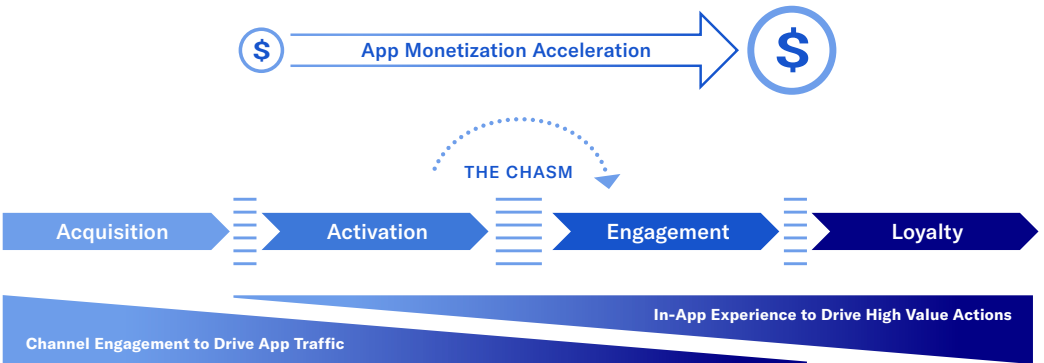 $ App Monetization Acceleration $
THE CHASM
Acquisition Activation Engagement Loyalty
In-App Experience to Drive High Value Actions
Channel Engagement to Drive App Traffic